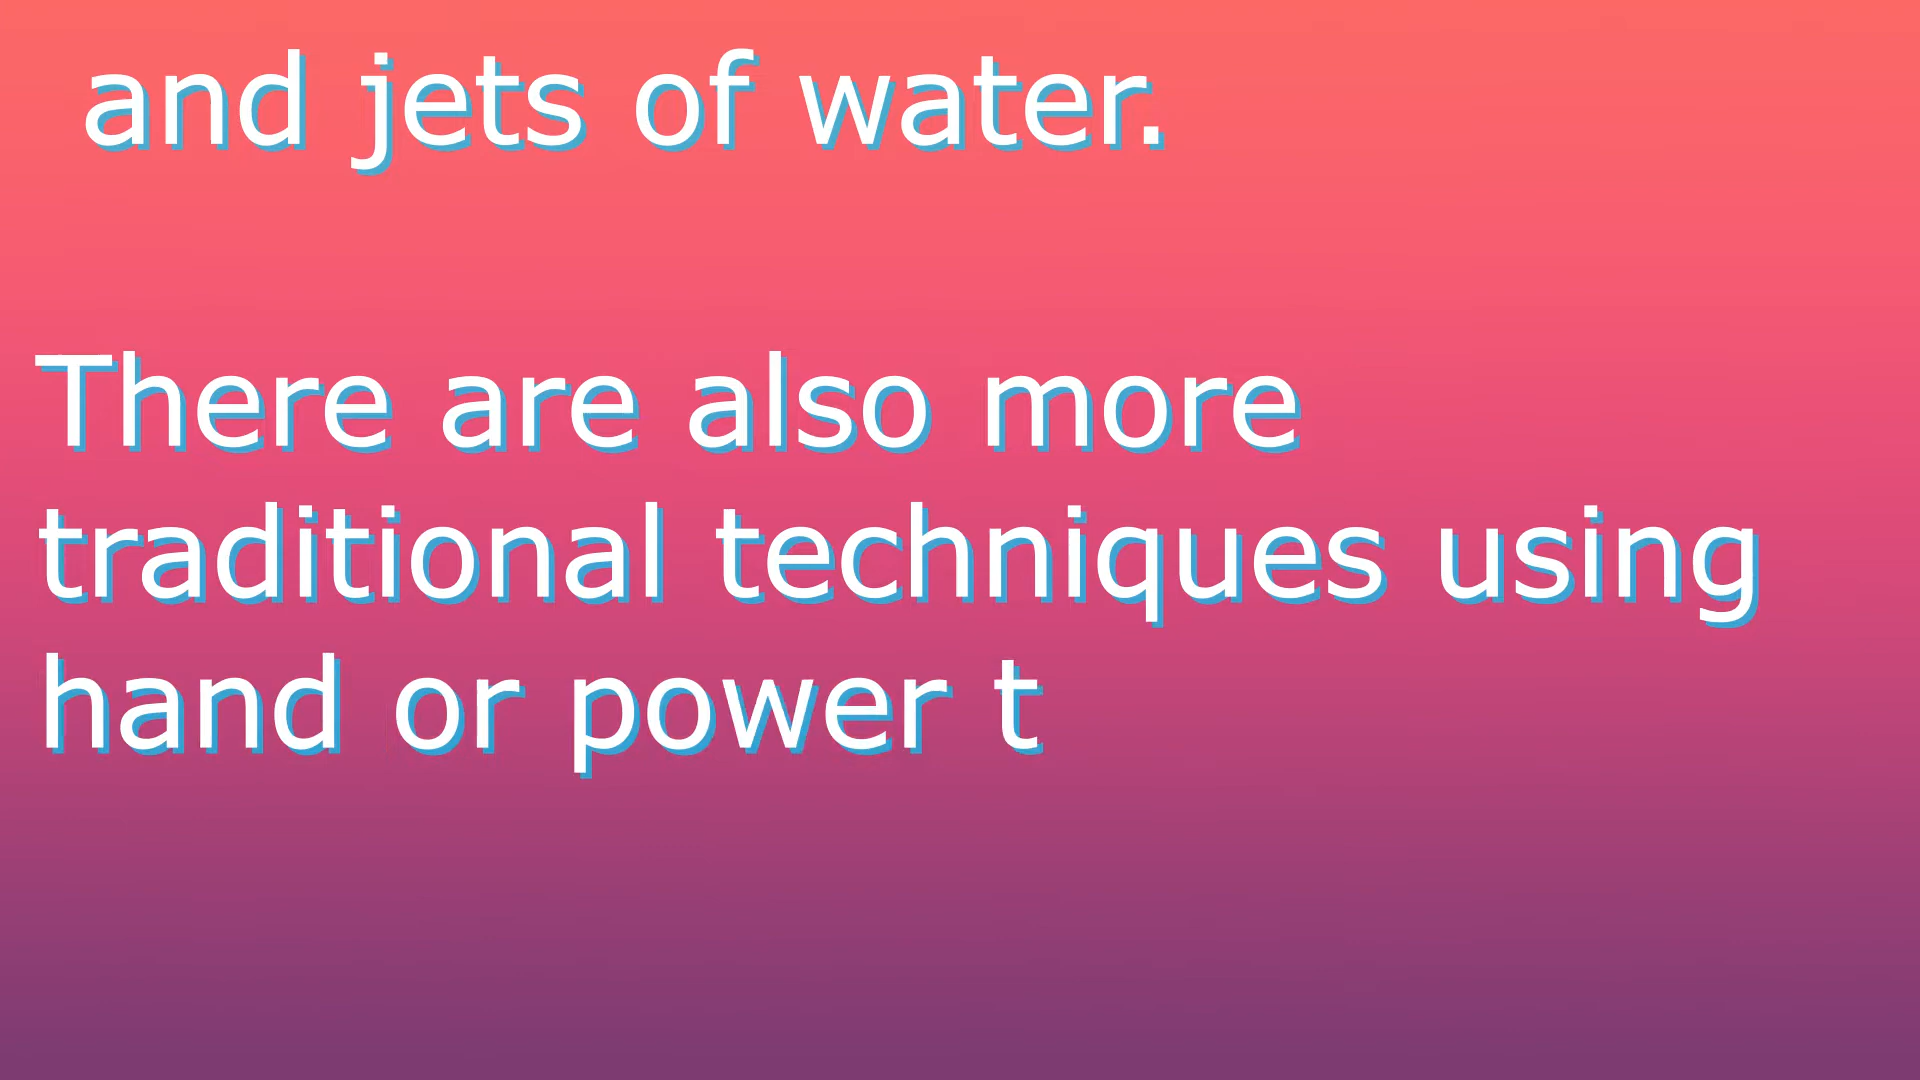 and jets of water.
There are also more
traditional techniques using
hand or power t